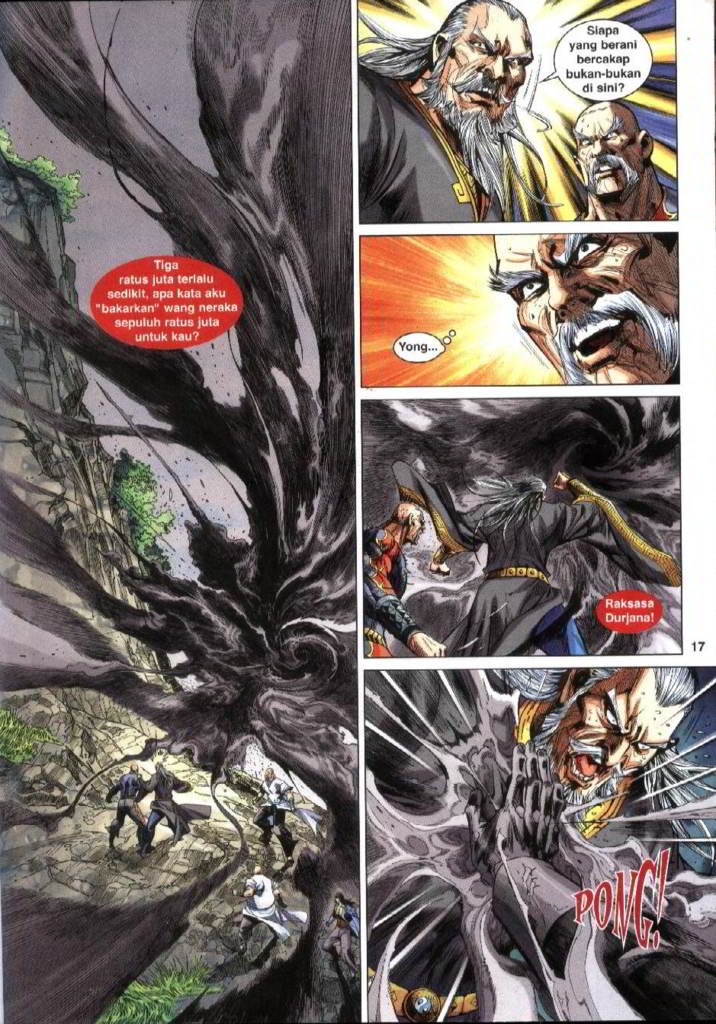 Tiga
ratus juta terlalu
sedikit, apa kata aku
"bakarkan" wang neraka
sepuluh ratus juta
untuk kau?
Siapa
yang berani
bercakap
bukan-bukan
di sini?
Yong...
Raksasa
Durjana!
17
PONG!